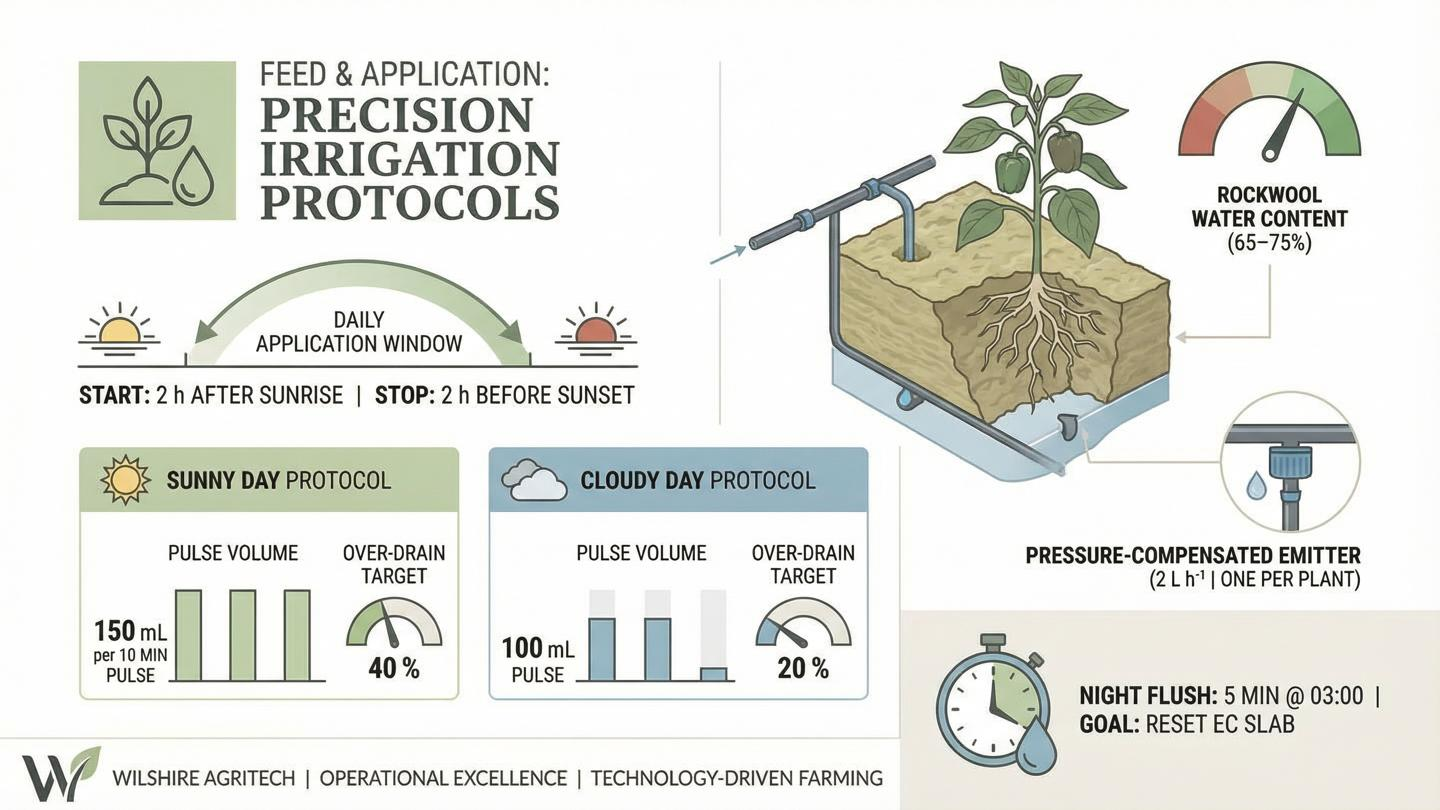 FEED & APPLICATION:
PRECISION
IRRIGATION
PROTOCOLS
DAILY
APPLICATION WINDOW
START: 2 h AFTER SUNRISE | STOP: 2 h BEFORE SUNSET
SUNNY DAY PROTOCOL
PULSE VOLUME
OVER-DRAIN
TARGET
150 mL
per 10 MIN
PULSE
40 %
CLOUDY DAY PROTOCOL
PULSE VOLUME
OVER-DRAIN
TARGET
100 mL
PULSE
20 %
ROCKWOOL
WATER CONTENT
(65–75%)
PRESSURE-COMPENSATED EMITTER
(2 L h⁻¹ | ONE PER PLANT)
NIGHT FLUSH: 5 MIN @ 03:00 |
GOAL: RESET EC SLAB
W
WILSHIRE AGRITECH | OPERATIONAL EXCELLENCE | TECHNOLOGY-DRIVEN FARMING